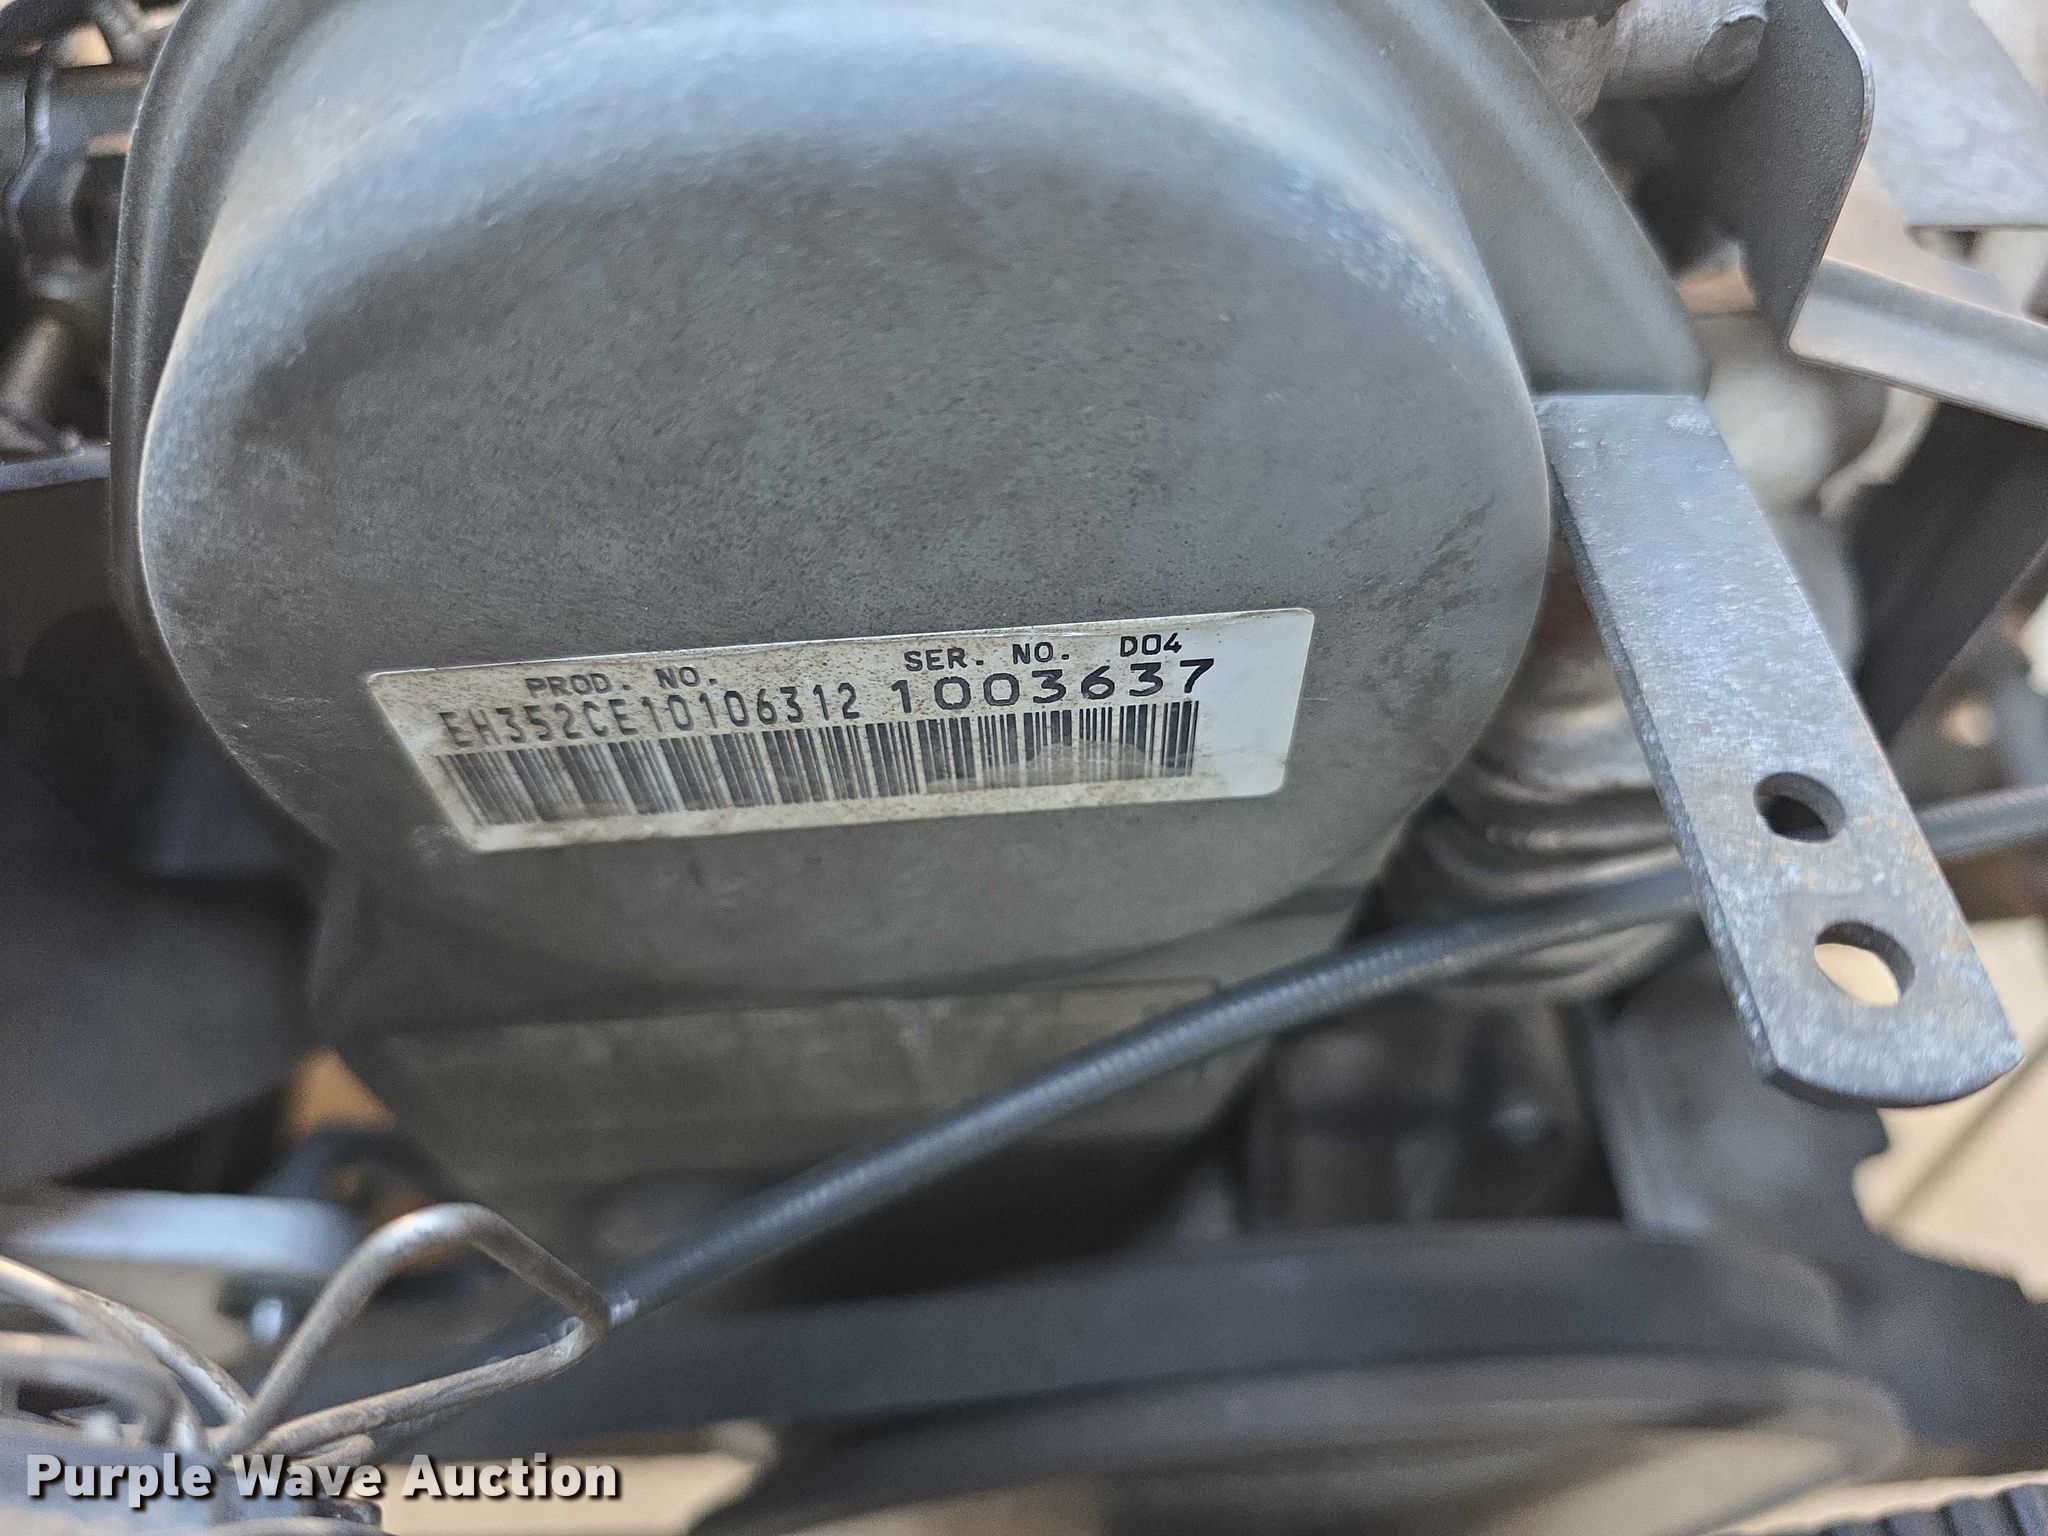 PROD. NO. SER. NO. D04
EH352CE10106312 1003637
Purple Wave Auction